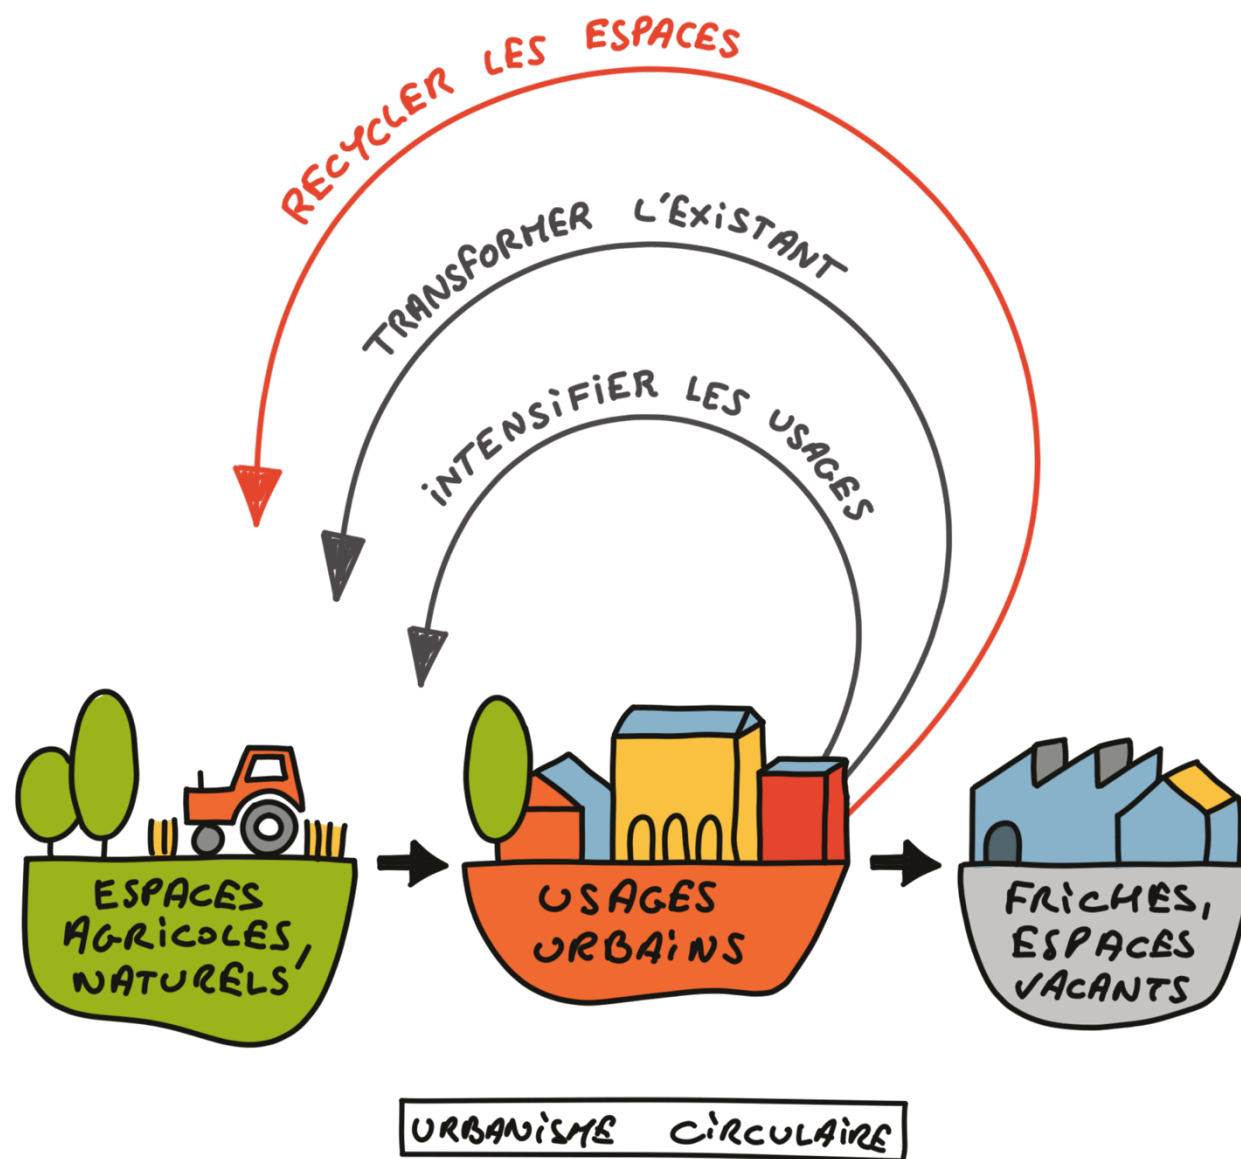 RECYCLER LES ESPACES
TRANSFORMER L'EXISTANT
INTENSIFIER LES USAGES
ESPACES
AGRICOLES,
NATURELS
USAGES
URBAINS
FRICHES,
ESPACES
VACANTS
URBANISME CIRCULAIRE